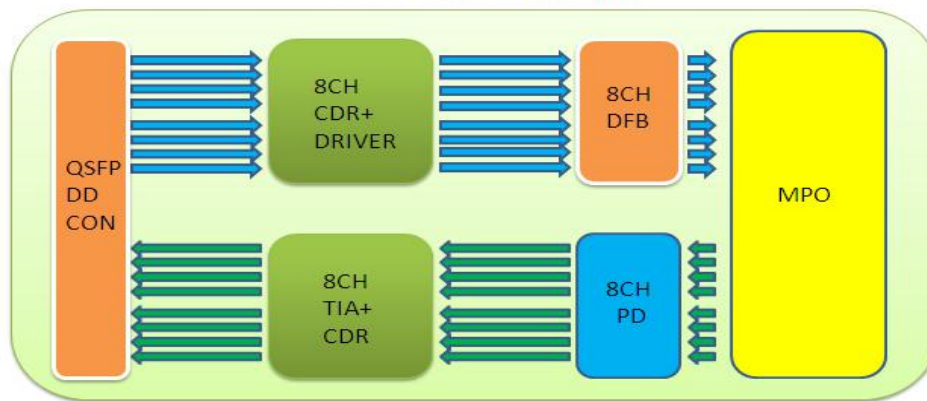 QSFP
DD
CON
8CH
CDR+
DRIVER
8CH
DFB
MPO
8CH
TIA+
CDR
8CH
PD